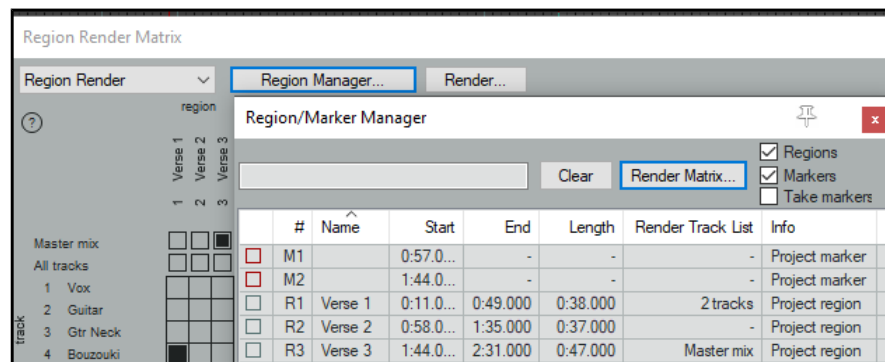 Region Render Matrix
Region Render
Region Manager...
Render...
?
region
Verse 1
Verse 2
Verse 3
1
2
3
Master mix
All tracks
track
1 Vox
2 Guitar
3 Gtr Neck
4 Bouzouki
Region/Marker Manager
x
Clear
Render Matrix...
Regions
Markers
Take markers
# Name Start End Length Render Track List Info
M1 0:57.0... - - - Project marker
M2 1:44.0... - - - Project marker
R1 Verse 1 0:11.0... 0:49.000 0:38.000 2 tracks Project region
R2 Verse 2 0:58.0... 1:35.000 0:37.000 - Project region
R3 Verse 3 1:44.0... 2:31.000 0:47.000 Master mix Project region